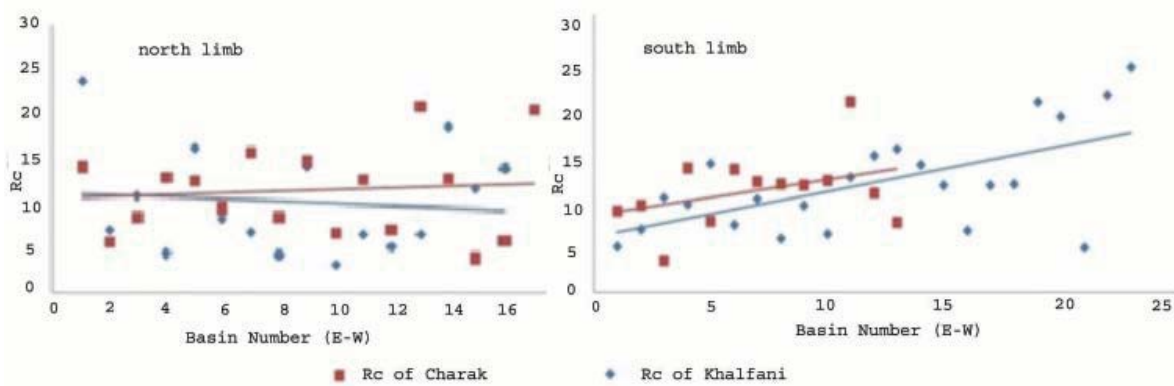 30
25
20
15
10
5
0
Rc
north limb
0 2 4 6 8 10 12 14 16
Basin Number (E-W)
30
25
20
15
10
5
0
Rc
south limb
0 5 10 15 20 25
Basin Number (E-W)
Rc of Charak
Rc of Khalfani